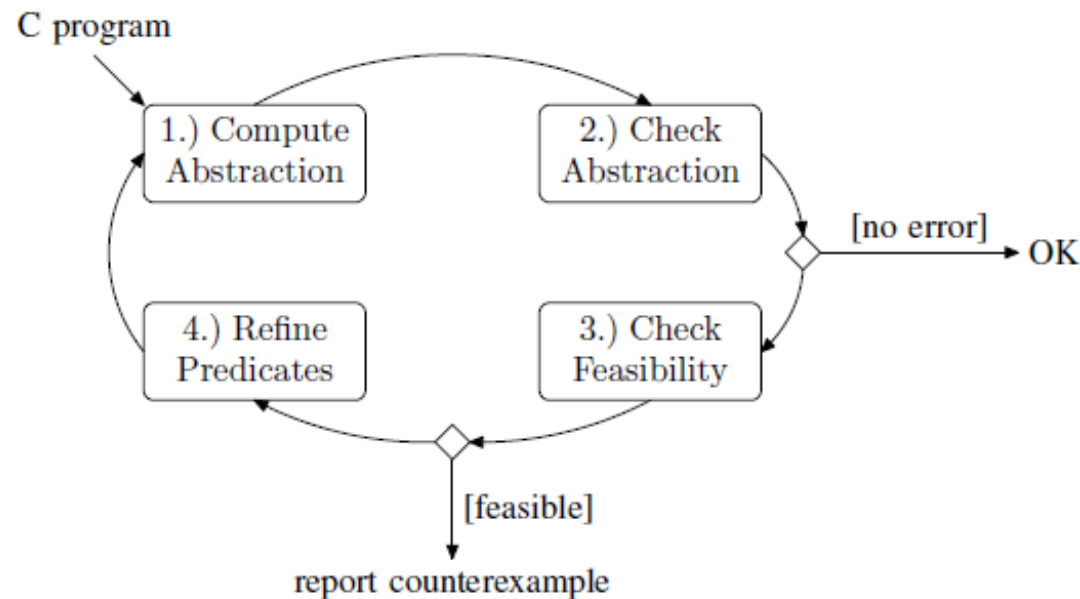 C program
1.) Compute
Abstraction
2.) Check
Abstraction
[no error]
OK
4.) Refine
Predicates
3.) Check
Feasibility
[feasible]
report counterexample